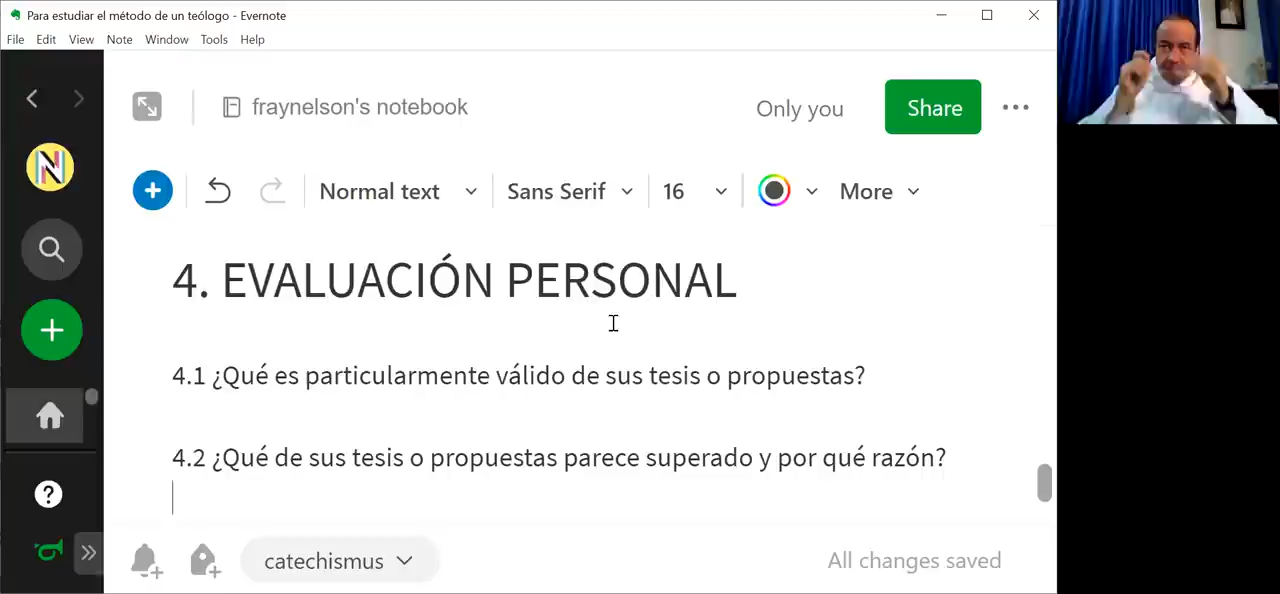 Para estudiar el método de un teólogo - Evernote
File Edit View Note Window Tools Help
fraynelson's notebook
Only you
Share
Normal text
Sans Serif
16
More
4. EVALUACIÓN PERSONAL
4.1 ¿Qué es particularmente válido de sus tesis o propuestas?
4.2 ¿Qué de sus tesis o propuestas parece superado y por qué razón?
catechismus
All changes saved